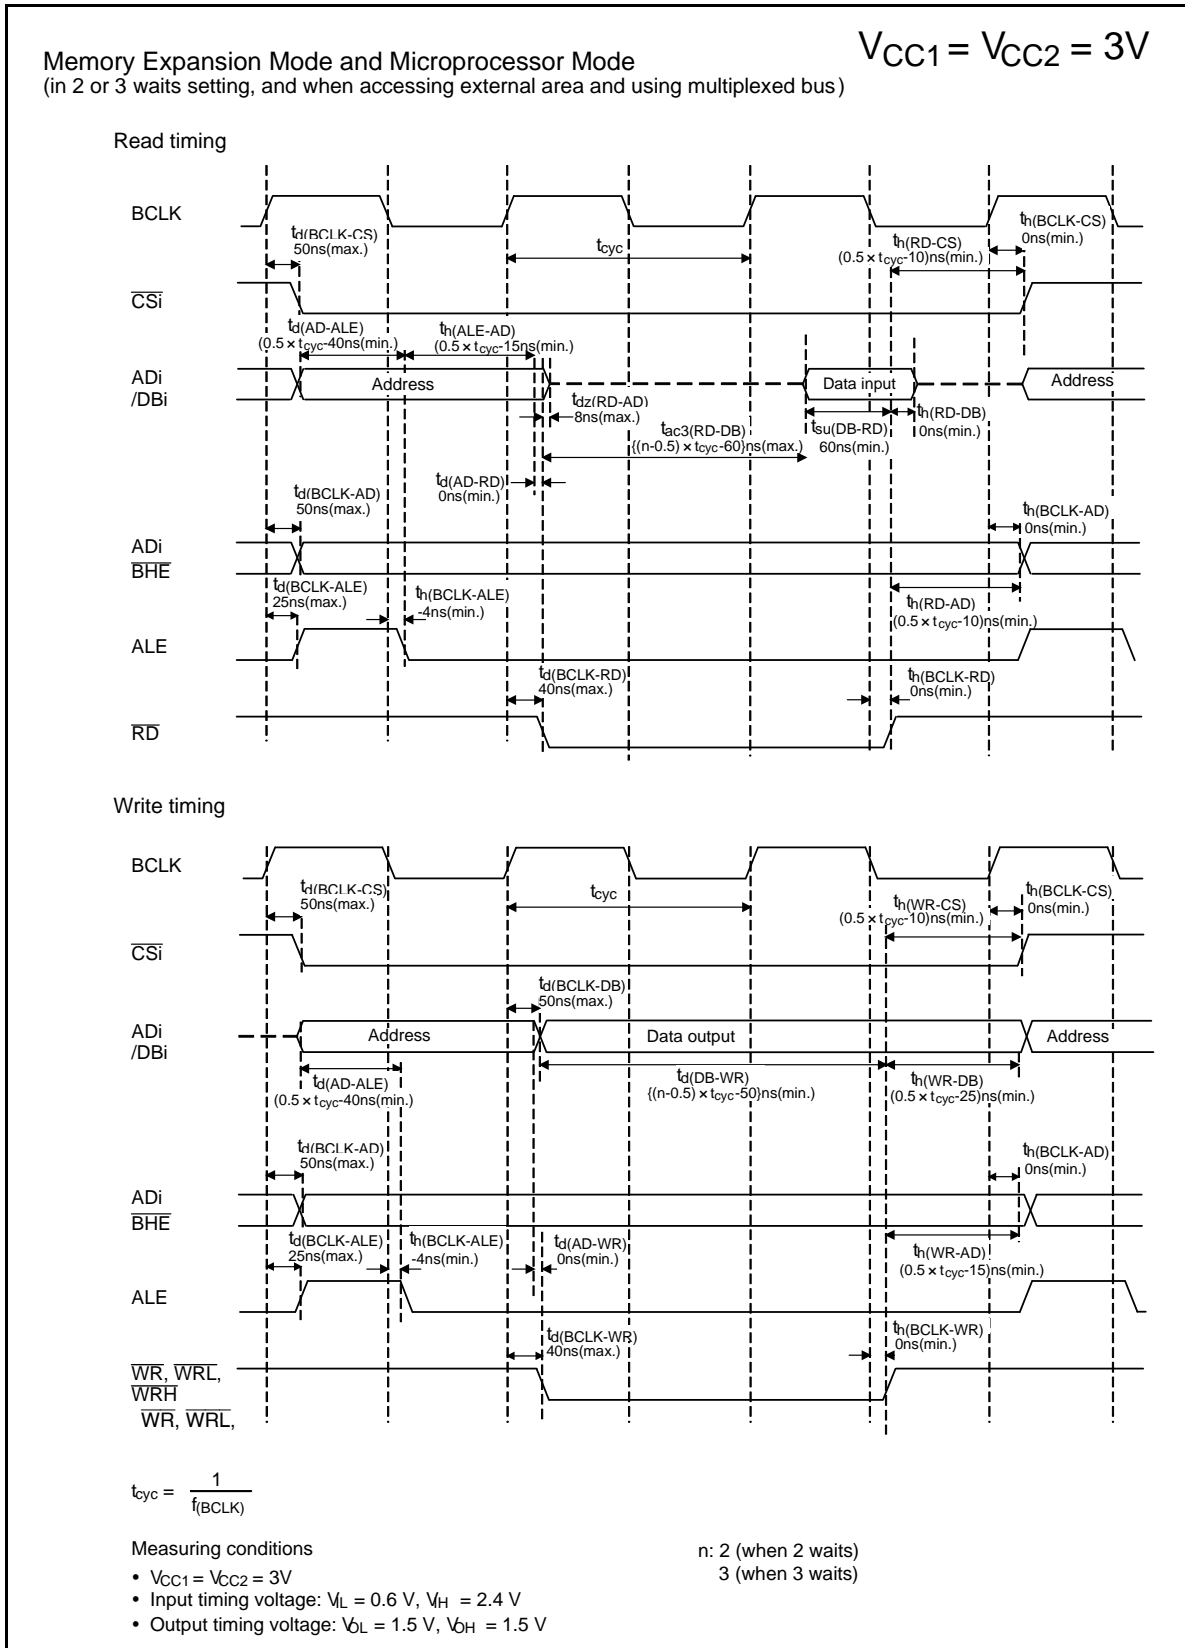 VCC1 = VCC2 = 3V
Memory Expansion Mode and Microprocessor Mode
(in 2 or 3 waits setting, and when accessing external area and using multiplexed bus)
Read timing
BCLK
td(BCLK-CS)
50ns(max.)
tcyc
th(RD-CS)
(0.5 × tcyc-10)ns(min.)
th(BCLK-CS)
0ns(min.)
CSi
td(AD-ALE)
(0.5 × tcyc-40ns(min.)
th(ALE-AD)
(0.5 × tcyc-15ns(min.)
ADi
/DBi
Address
Data input
Address
tdz(RD-AD)
8ns(max.)
tac3(RD-DB)
{(n-0.5) × tcyc-60}ns(max.)
tsu(DB-RD)
60ns(min.)
th(RD-DB)
0ns(min.)
td(AD-RD)
0ns(min.)
td(BCLK-AD)
50ns(max.)
th(BCLK-AD)
0ns(min.)
ADi
BHE
td(BCLK-ALE)
25ns(max.)
th(BCLK-ALE)
-4ns(min.)
th(RD-AD)
(0.5 × tcyc-10)ns(min.)
ALE
td(BCLK-RD)
40ns(max.)
th(BCLK-RD)
0ns(min.)
RD
Write timing
BCLK
td(BCLK-CS)
50ns(max.)
tcyc
th(WR-CS)
(0.5 × tcyc-10)ns(min.)
th(BCLK-CS)
0ns(min.)
CSi
td(BCLK-DB)
50ns(max.)
ADi
/DBi
Address
Data output
Address
td(AD-ALE)
(0.5 × tcyc-40ns(min.)
td(DB-WR)
{(n-0.5) × tcyc-50}ns(min.)
th(WR-DB)
(0.5 × tcyc-25)ns(min.)
td(BCLK-AD)
50ns(max.)
th(BCLK-AD)
0ns(min.)
ADi
BHE
td(BCLK-ALE)
25ns(max.)
th(BCLK-ALE)
-4ns(min.)
td(AD-WR)
0ns(min.)
th(WR-AD)
(0.5 × tcyc-15)ns(min.)
ALE
td(BCLK-WR)
40ns(max.)
th(BCLK-WR)
0ns(min.)
WR, WRL,
WRH
WR, WRL,
tcyc = 1
f(BCLK)
Measuring conditions
• VCC1 = VCC2 = 3V
• Input timing voltage: VIL = 0.6 V, VIH = 2.4 V
• Output timing voltage: VOL = 1.5 V, VOH = 1.5 V
n: 2 (when 2 waits)
3 (when 3 waits)